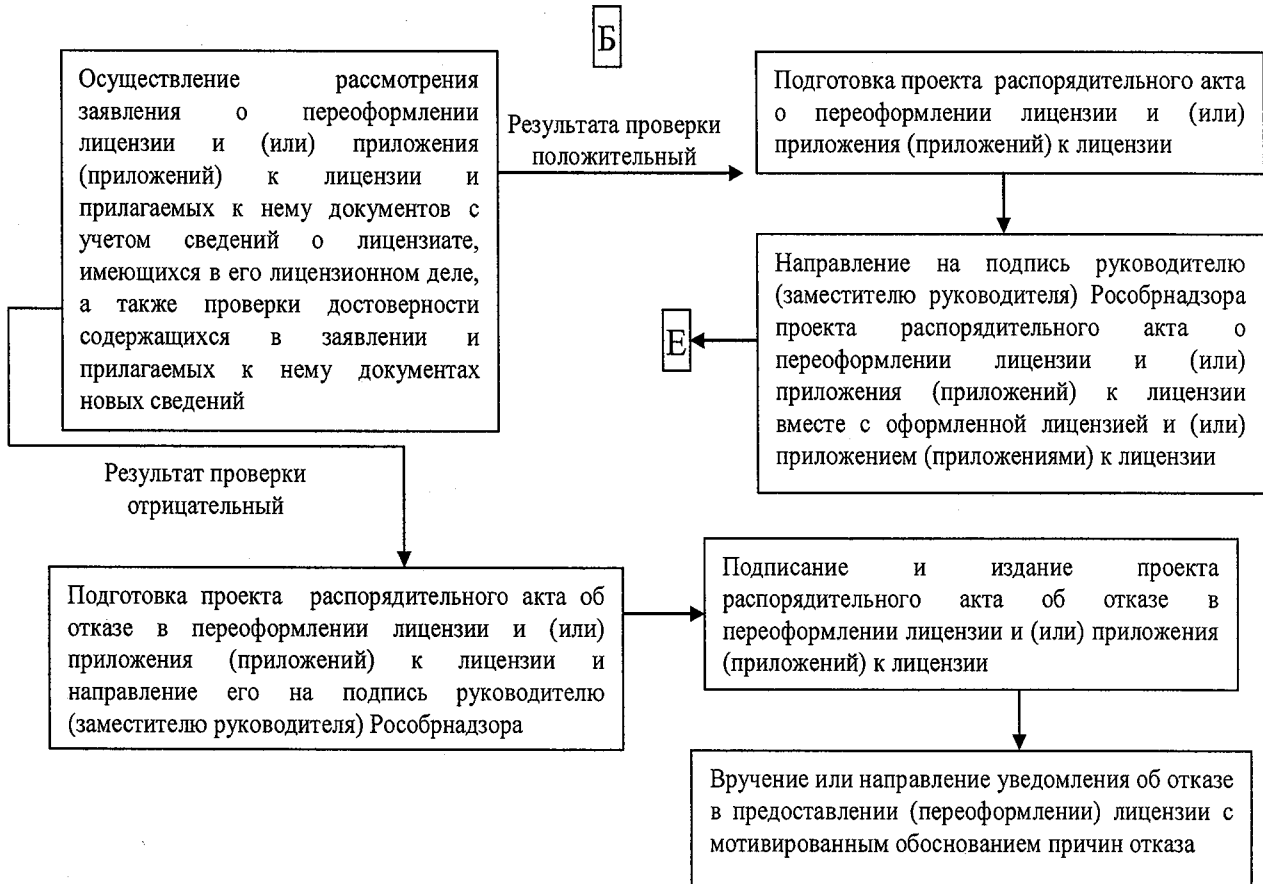 Б
Осуществление рассмотрения
заявления о переоформлении
лицензии и (или) приложения
(приложений) к лицензии и
прилагаемых к нему документов с
учетом сведений о лицензиате,
имеющихся в его лицензионном деле,
а также проверки достоверности
содержащихся в заявлении и
прилагаемых к нему документах
новых сведений
Результата проверки
положительный
Подготовка проекта распорядительного акта
о переоформлении лицензии и (или)
приложения (приложений) к лицензии
Направление на подпись руководителю
(заместителю руководителя) Рособрнадзора
проекта распорядительного акта о
переоформлении лицензии и (или)
приложения (приложений) к лицензии
вместе с оформленной лицензией и (или)
приложением (приложениями) к лицензии
Е
Результат проверки
отрицательный
Подготовка проекта распорядительного акта об
отказе в переоформлении лицензии и (или)
приложения (приложений) к лицензии и
направление его на подпись руководителю
(заместителю руководителя) Рособрнадзора
Подписание и издание проекта
распорядительного акта об отказе в
переоформлении лицензии и (или) приложения
(приложений) к лицензии
Вручение или направление уведомления об отказе
в предоставлении (переоформлении) лицензии с
мотивированным обоснованием причин отказа